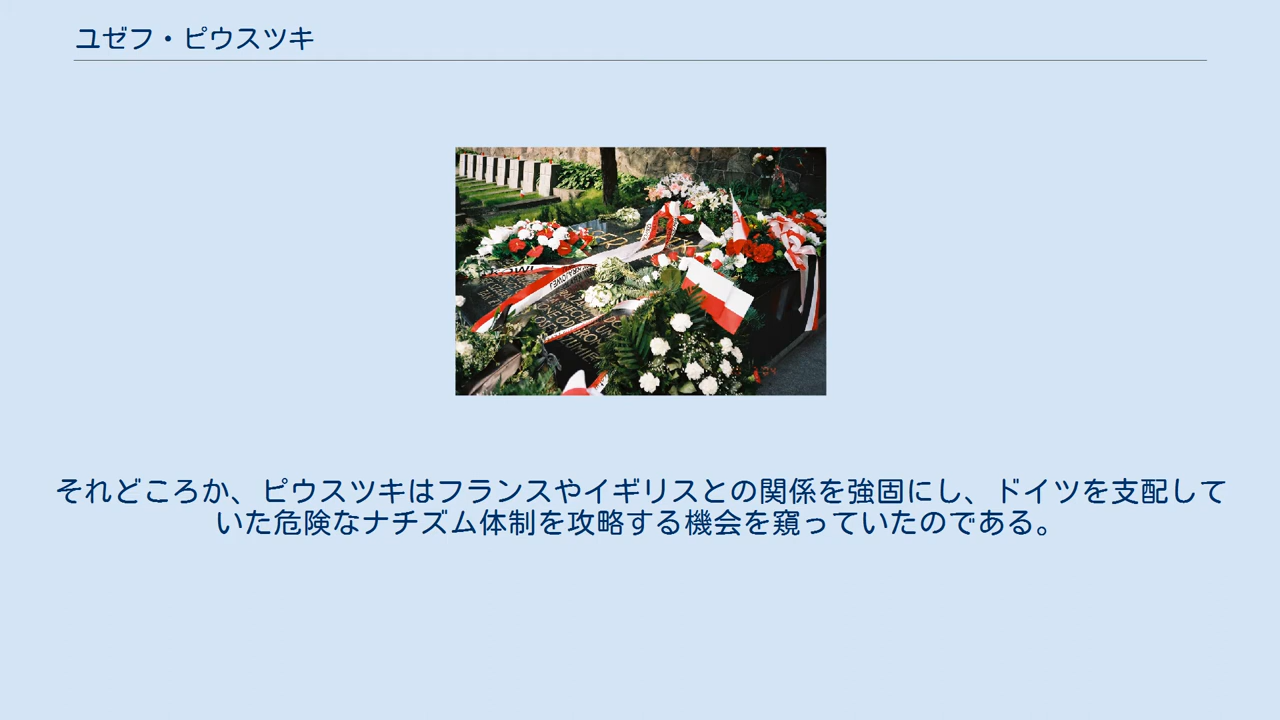 ユゼフ・ピウスツキ
それどころか、ピウスツキはフランスやイギリスとの関係を強固にし、ドイツを支配して
いた危険なナチズム体制を攻略する機会を窺っていたのである。